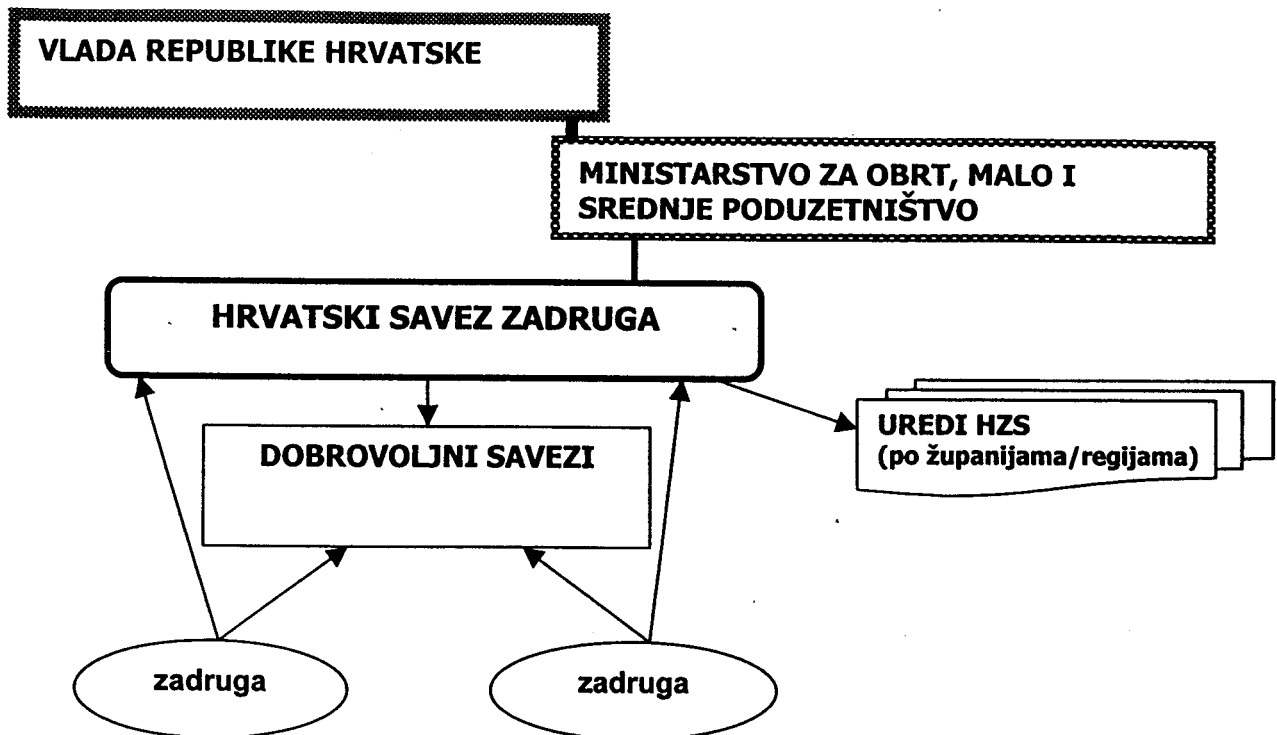 VLADA REPUBLIKE HRVATSKE
MINISTARSTVO ZA OBRT, MALO I
SREDNJE PODUZETNIŠTVO
HRVATSKI SAVEZ ZADRUGA
DOBROVOLJNI SAVEZI
UREDI HZS
(po županijama/regijama)
zadruga
zadruga